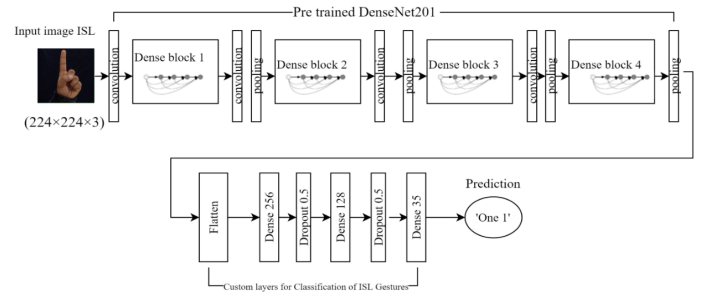 Pre trained DenseNet201
Input image ISL
(224×224×3)
convolution
Dense block 1
convolution
pooling
Dense block 2
convolution
pooling
Dense block 3
convolution
pooling
Dense block 4
pooling
Flatten
Dense 256
Dropout 0.5
Dense 128
Dropout 0.5
Dense 35
Prediction
'One 1'
Custom layers for Classification of ISL Gestures